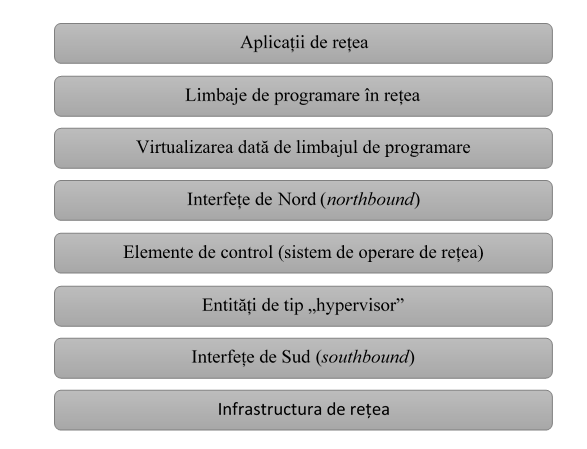 Aplicații de rețea
Limbaje de programare în rețea
Virtualizarea dată de limbajul de programare
Interfețe de Nord (northbound)
Elemente de control (sistem de operare de rețea)
Entități de tip „hypervisor”
Interfețe de Sud (southbound)
Infrastructura de rețea